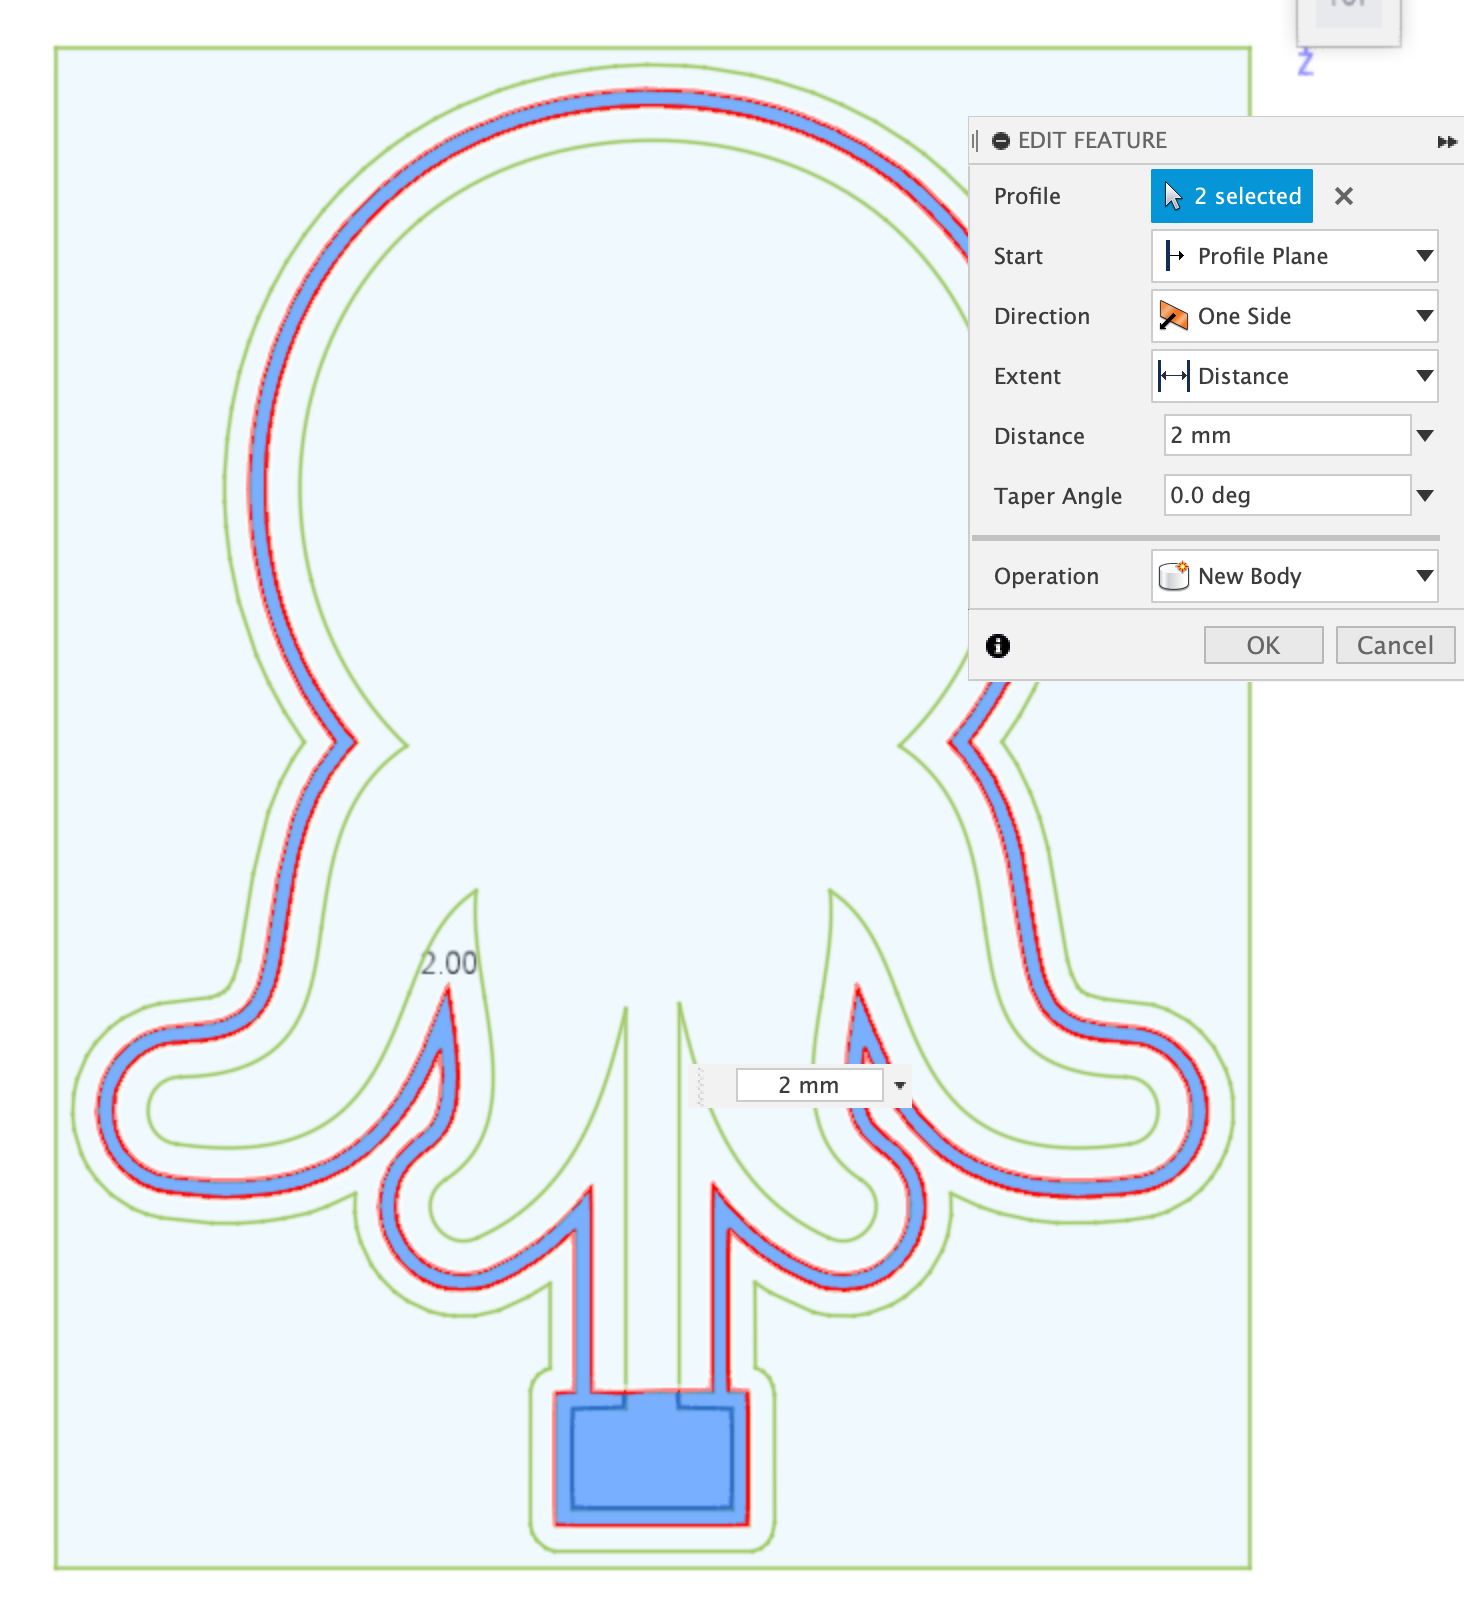 Z
EDIT FEATURE
Profile 2 selected
Start Profile Plane
Direction One Side
Extent Distance
Distance 2 mm
Taper Angle 0.0 deg
Operation New Body
OK Cancel
2.00
2 mm